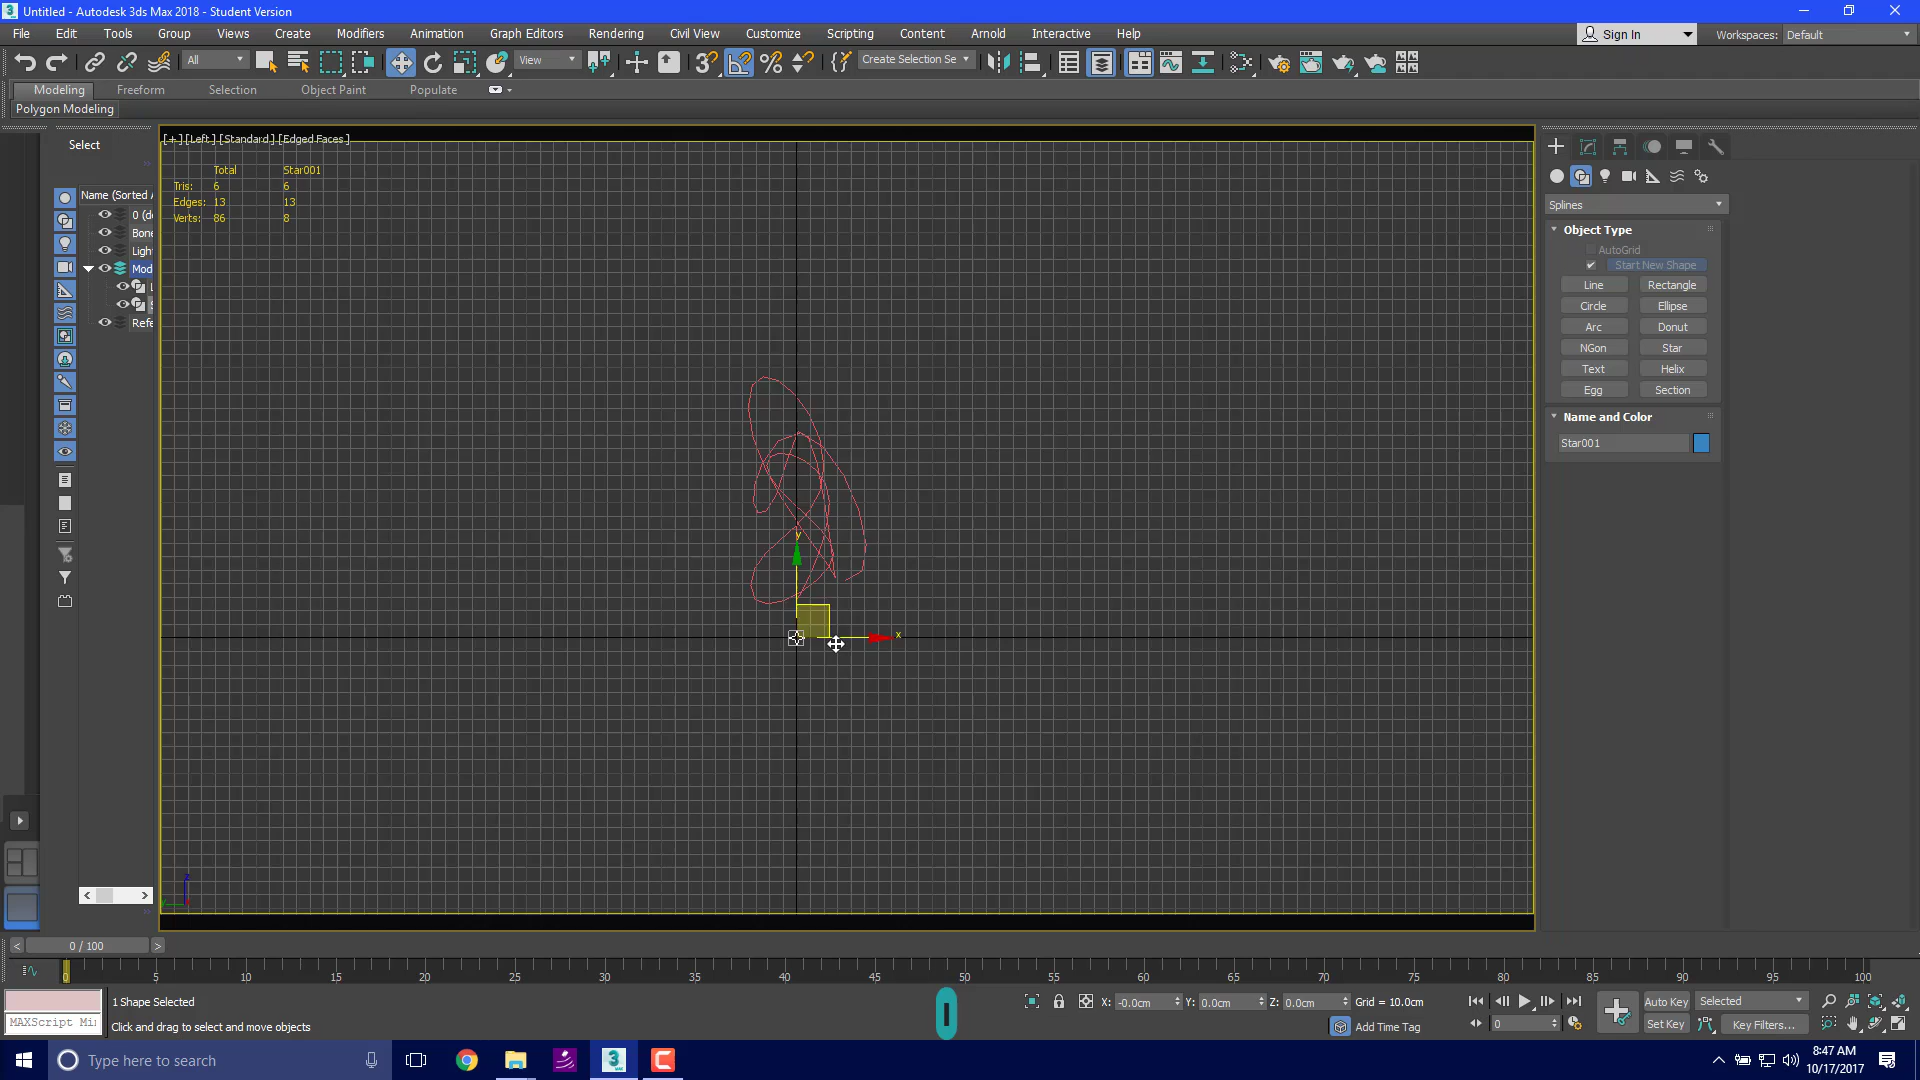 Untitled - Autodesk 3ds Max 2018 - Student Version
File Edit Tools Group Views Create Modifiers Animation Graph Editors Rendering Civil View Customize Scripting Content Arnold Interactive Help
Sign In Workspaces: Default
All View Create Selection Se
Modeling Freeform Selection Object Paint Populate
Polygon Modeling
Select
Name (Sorted A
0 (de
Bone
Light
Mod
Refe
[+] [Left] [Standard] [Edged Faces]
Total Star001
Tris: 6 6
Edges: 13 13
Verts: 86 8
y
x
z
y
Splines
Object Type
AutoGrid
Start New Shape
Line Rectangle
Circle Ellipse
Arc Donut
NGon Star
Text Helix
Egg Section
Name and Color
Star001
< 0 / 100 >
0 5 10 15 20 25 30 35 40 45 50 55 60 65 70 75 80 85 90 95 100
1 Shape Selected
X: -0.0cm Y: 0.0cm Z: 0.0cm Grid = 10.0cm
Auto Key Selected
MAXScript Mi
Click and drag to select and move objects
Add Time Tag
0
Set Key Key Filters...
Type here to search
8:47 AM
10/17/2017